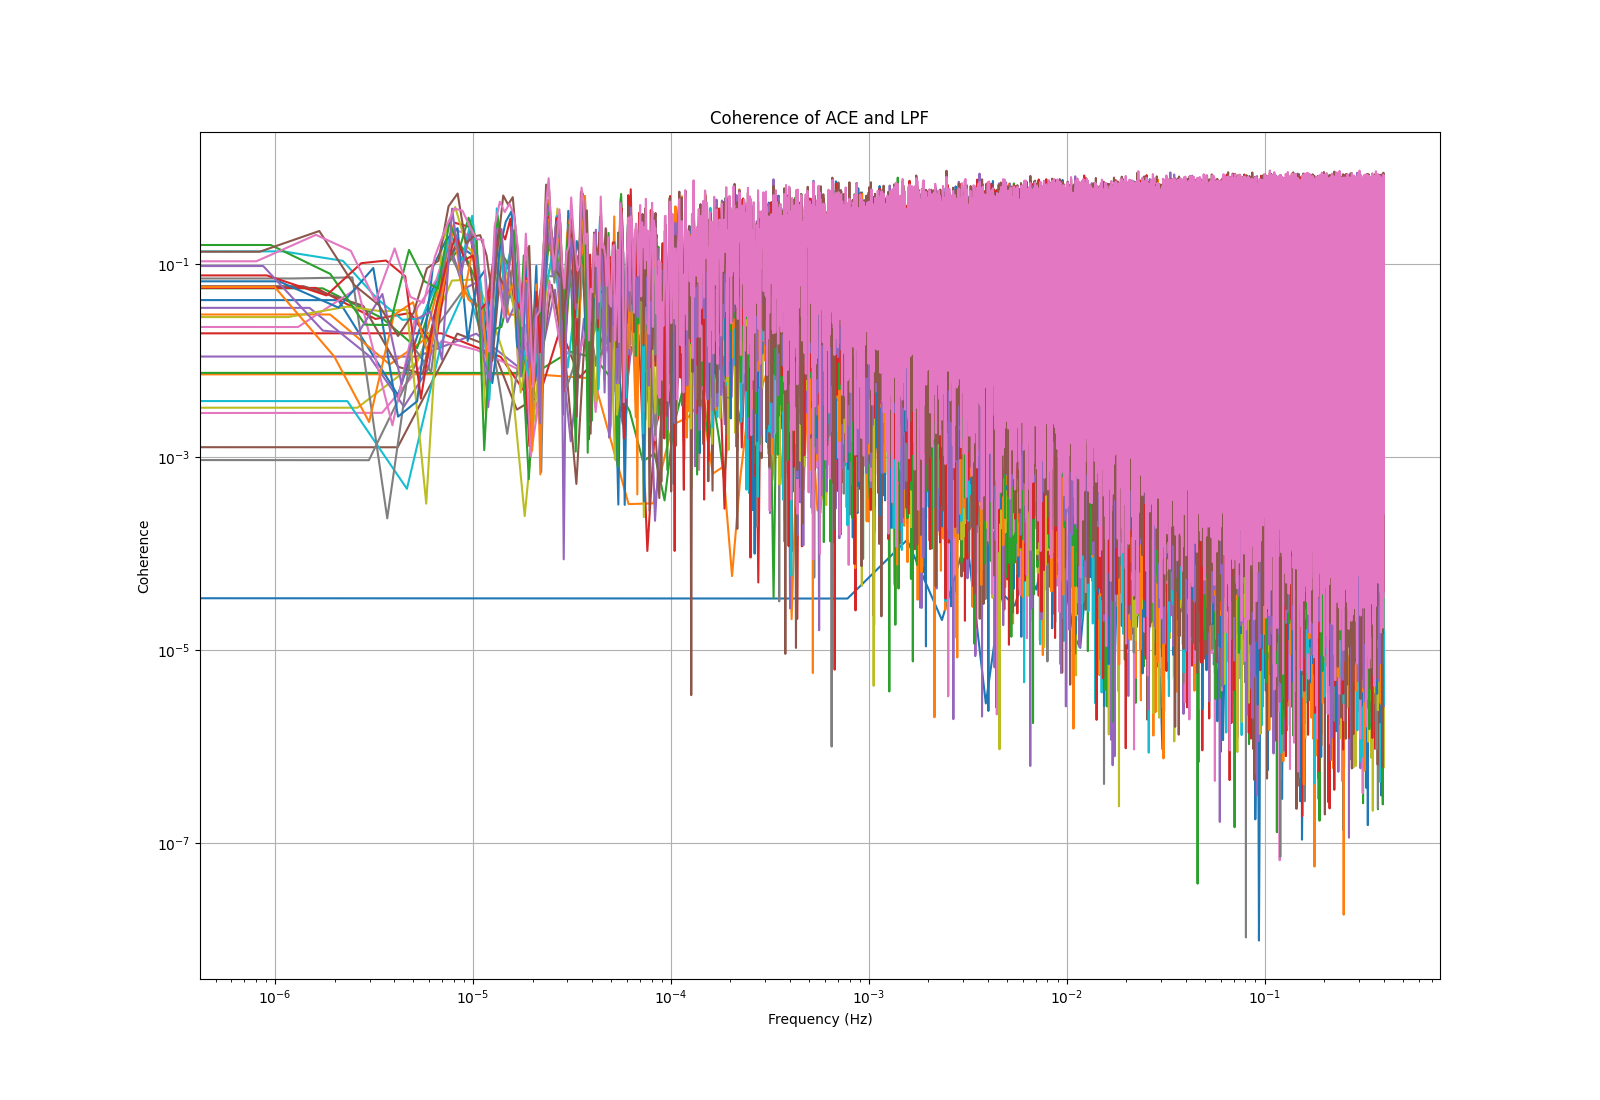 Coherence of ACE and LPF
Coherence
10⁻¹
10⁻³
10⁻⁵
10⁻⁷
10⁻⁶ 10⁻⁵ 10⁻⁴ 10⁻³ 10⁻² 10⁻¹
Frequency (Hz)